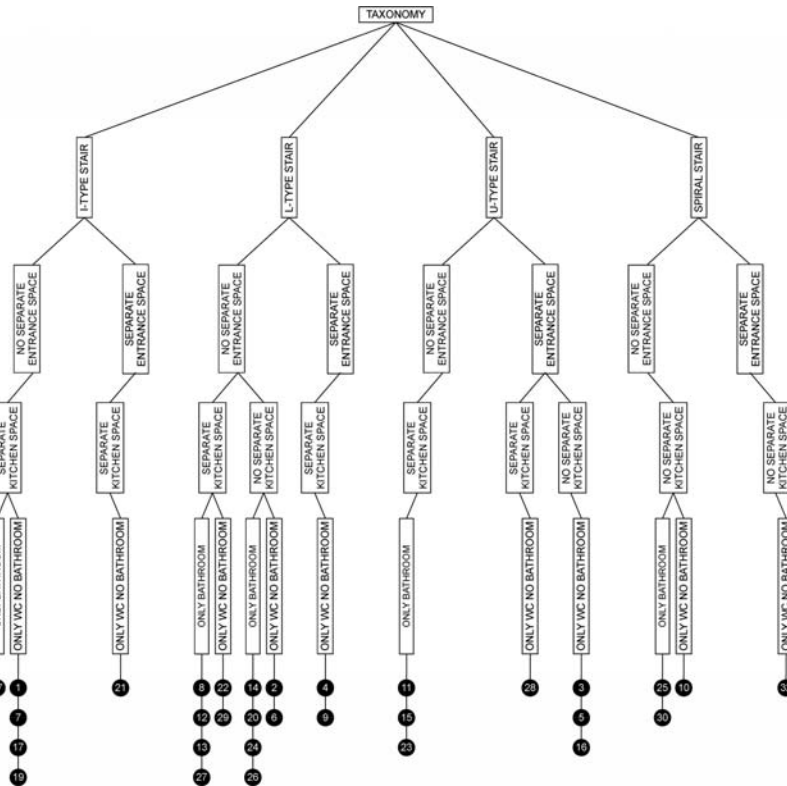 TAXONOMY
I-TYPE STAIR
L-TYPE STAIR
U-TYPE STAIR
SPIRAL STAIR
NO SEPARATE
ENTRANCE SPACE
SEPARATE
ENTRANCE SPACE
NO SEPARATE
ENTRANCE SPACE
SEPARATE
ENTRANCE SPACE
NO SEPARATE
ENTRANCE SPACE
SEPARATE
ENTRANCE SPACE
NO SEPARATE
ENTRANCE SPACE
SEPARATE
ENTRANCE SPACE
SEPARATE
KITCHEN SPACE
SEPARATE
KITCHEN SPACE
SEPARATE
KITCHEN SPACE
NO SEPARATE
KITCHEN SPACE
SEPARATE
KITCHEN SPACE
SEPARATE
KITCHEN SPACE
SEPARATE
KITCHEN SPACE
NO SEPARATE
KITCHEN SPACE
NO SEPARATE
KITCHEN SPACE
NO SEPARATE
KITCHEN SPACE
ONLY WC NO BATHROOM
ONLY WC NO BATHROOM
ONLY BATHROOM
ONLY WC NO BATHROOM
ONLY BATHROOM
ONLY WC NO BATHROOM
ONLY WC NO BATHROOM
ONLY BATHROOM
ONLY WC NO BATHROOM
ONLY WC NO BATHROOM
ONLY BATHROOM
ONLY WC NO BATHROOM
ONLY WC NO BATHROOM
1 21 8 22 14 2 4 11 28 3 25 10
7 12 29 20 6 9 15 5 30
17 13 24 23 16
19 27 26